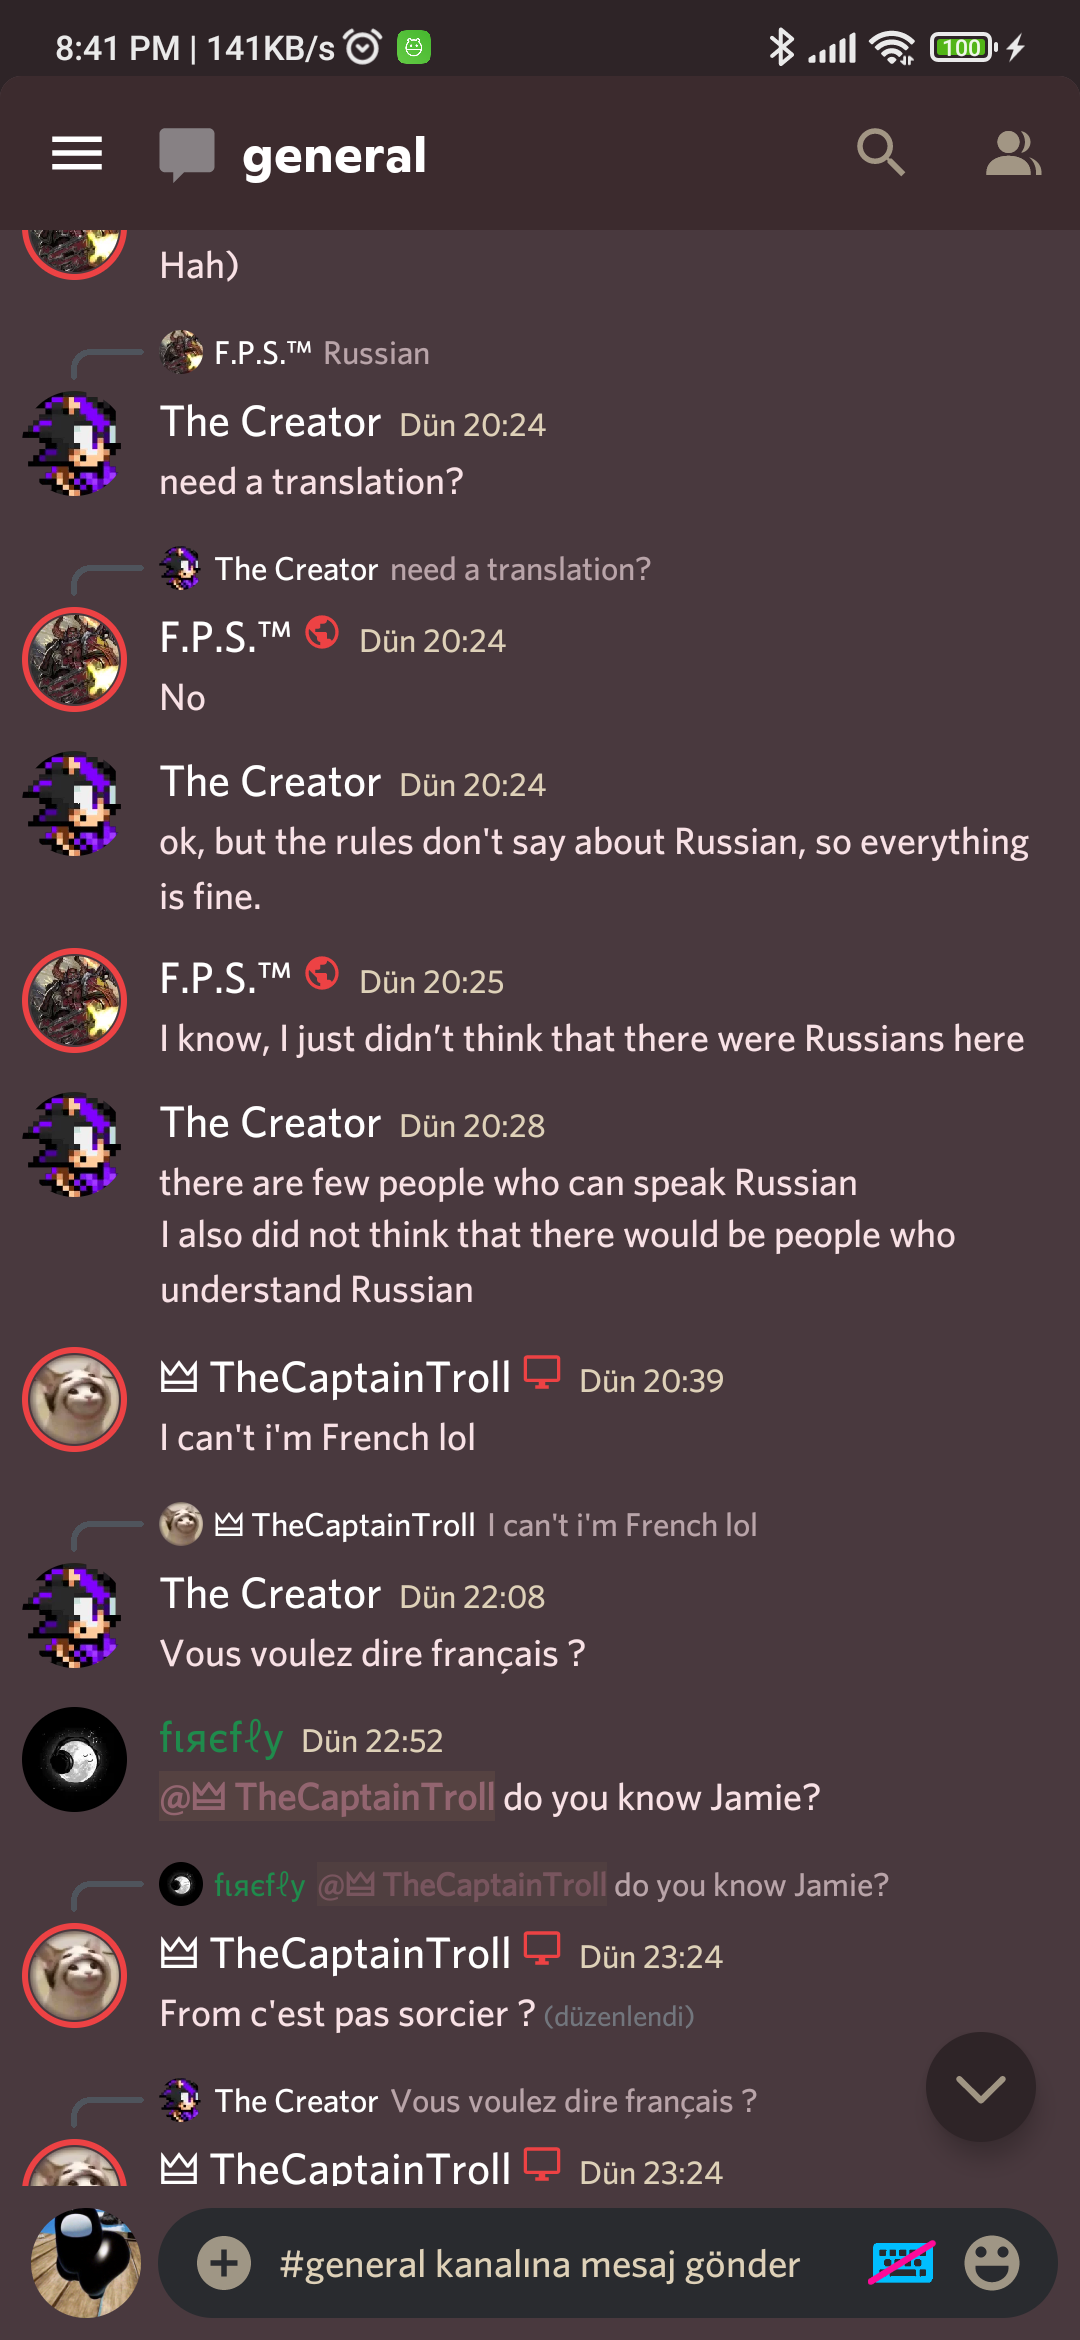 8:41 PM | 141KB/s
100
general
Hah)
F.P.S.™ Russian
The Creator Dün 20:24
need a translation?
The Creator need a translation?
F.P.S.™ Dün 20:24
No
The Creator Dün 20:24
ok, but the rules don't say about Russian, so everything
is fine.
F.P.S.™ Dün 20:25
I know, I just didn’t think that there were Russians here
The Creator Dün 20:28
there are few people who can speak Russian
I also did not think that there would be people who
understand Russian
TheCaptainTroll Dün 20:39
I can't i'm French lol
TheCaptainTroll I can't i'm French lol
The Creator Dün 22:08
Vous voulez dire français ?
fιяєfℓу Dün 22:52
@TheCaptainTroll do you know Jamie?
fιяєfℓу @TheCaptainTroll do you know Jamie?
TheCaptainTroll Dün 23:24
From c'est pas sorcier ? (düzenlendi)
The Creator Vous voulez dire français ?
TheCaptainTroll Dün 23:24
#general kanalına mesaj gönder